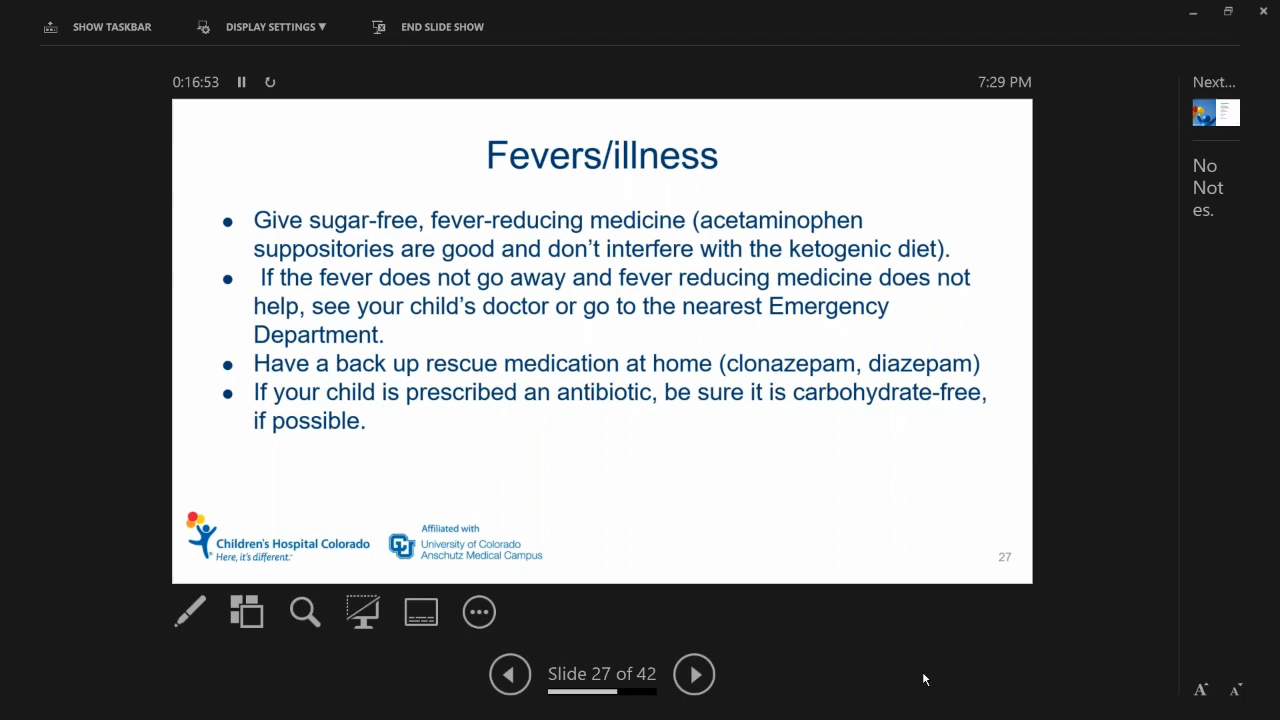 SHOW TASKBAR
DISPLAY SETTINGS ▼
END SLIDE SHOW
0:16:53
7:29 PM
Next...
Fevers/illness
● Give sugar-free, fever-reducing medicine (acetaminophen
suppositories are good and don't interfere with the ketogenic diet).
● If the fever does not go away and fever reducing medicine does not
help, see your child's doctor or go to the nearest Emergency
Department.
● Have a back up rescue medication at home (clonazepam, diazepam)
● If your child is prescribed an antibiotic, be sure it is carbohydrate-free,
if possible.
Children's Hospital Colorado
Here, it's different.
Affiliated with
University of Colorado
Anschutz Medical Campus
27
No
Not
es.
Slide 27 of 42
A A